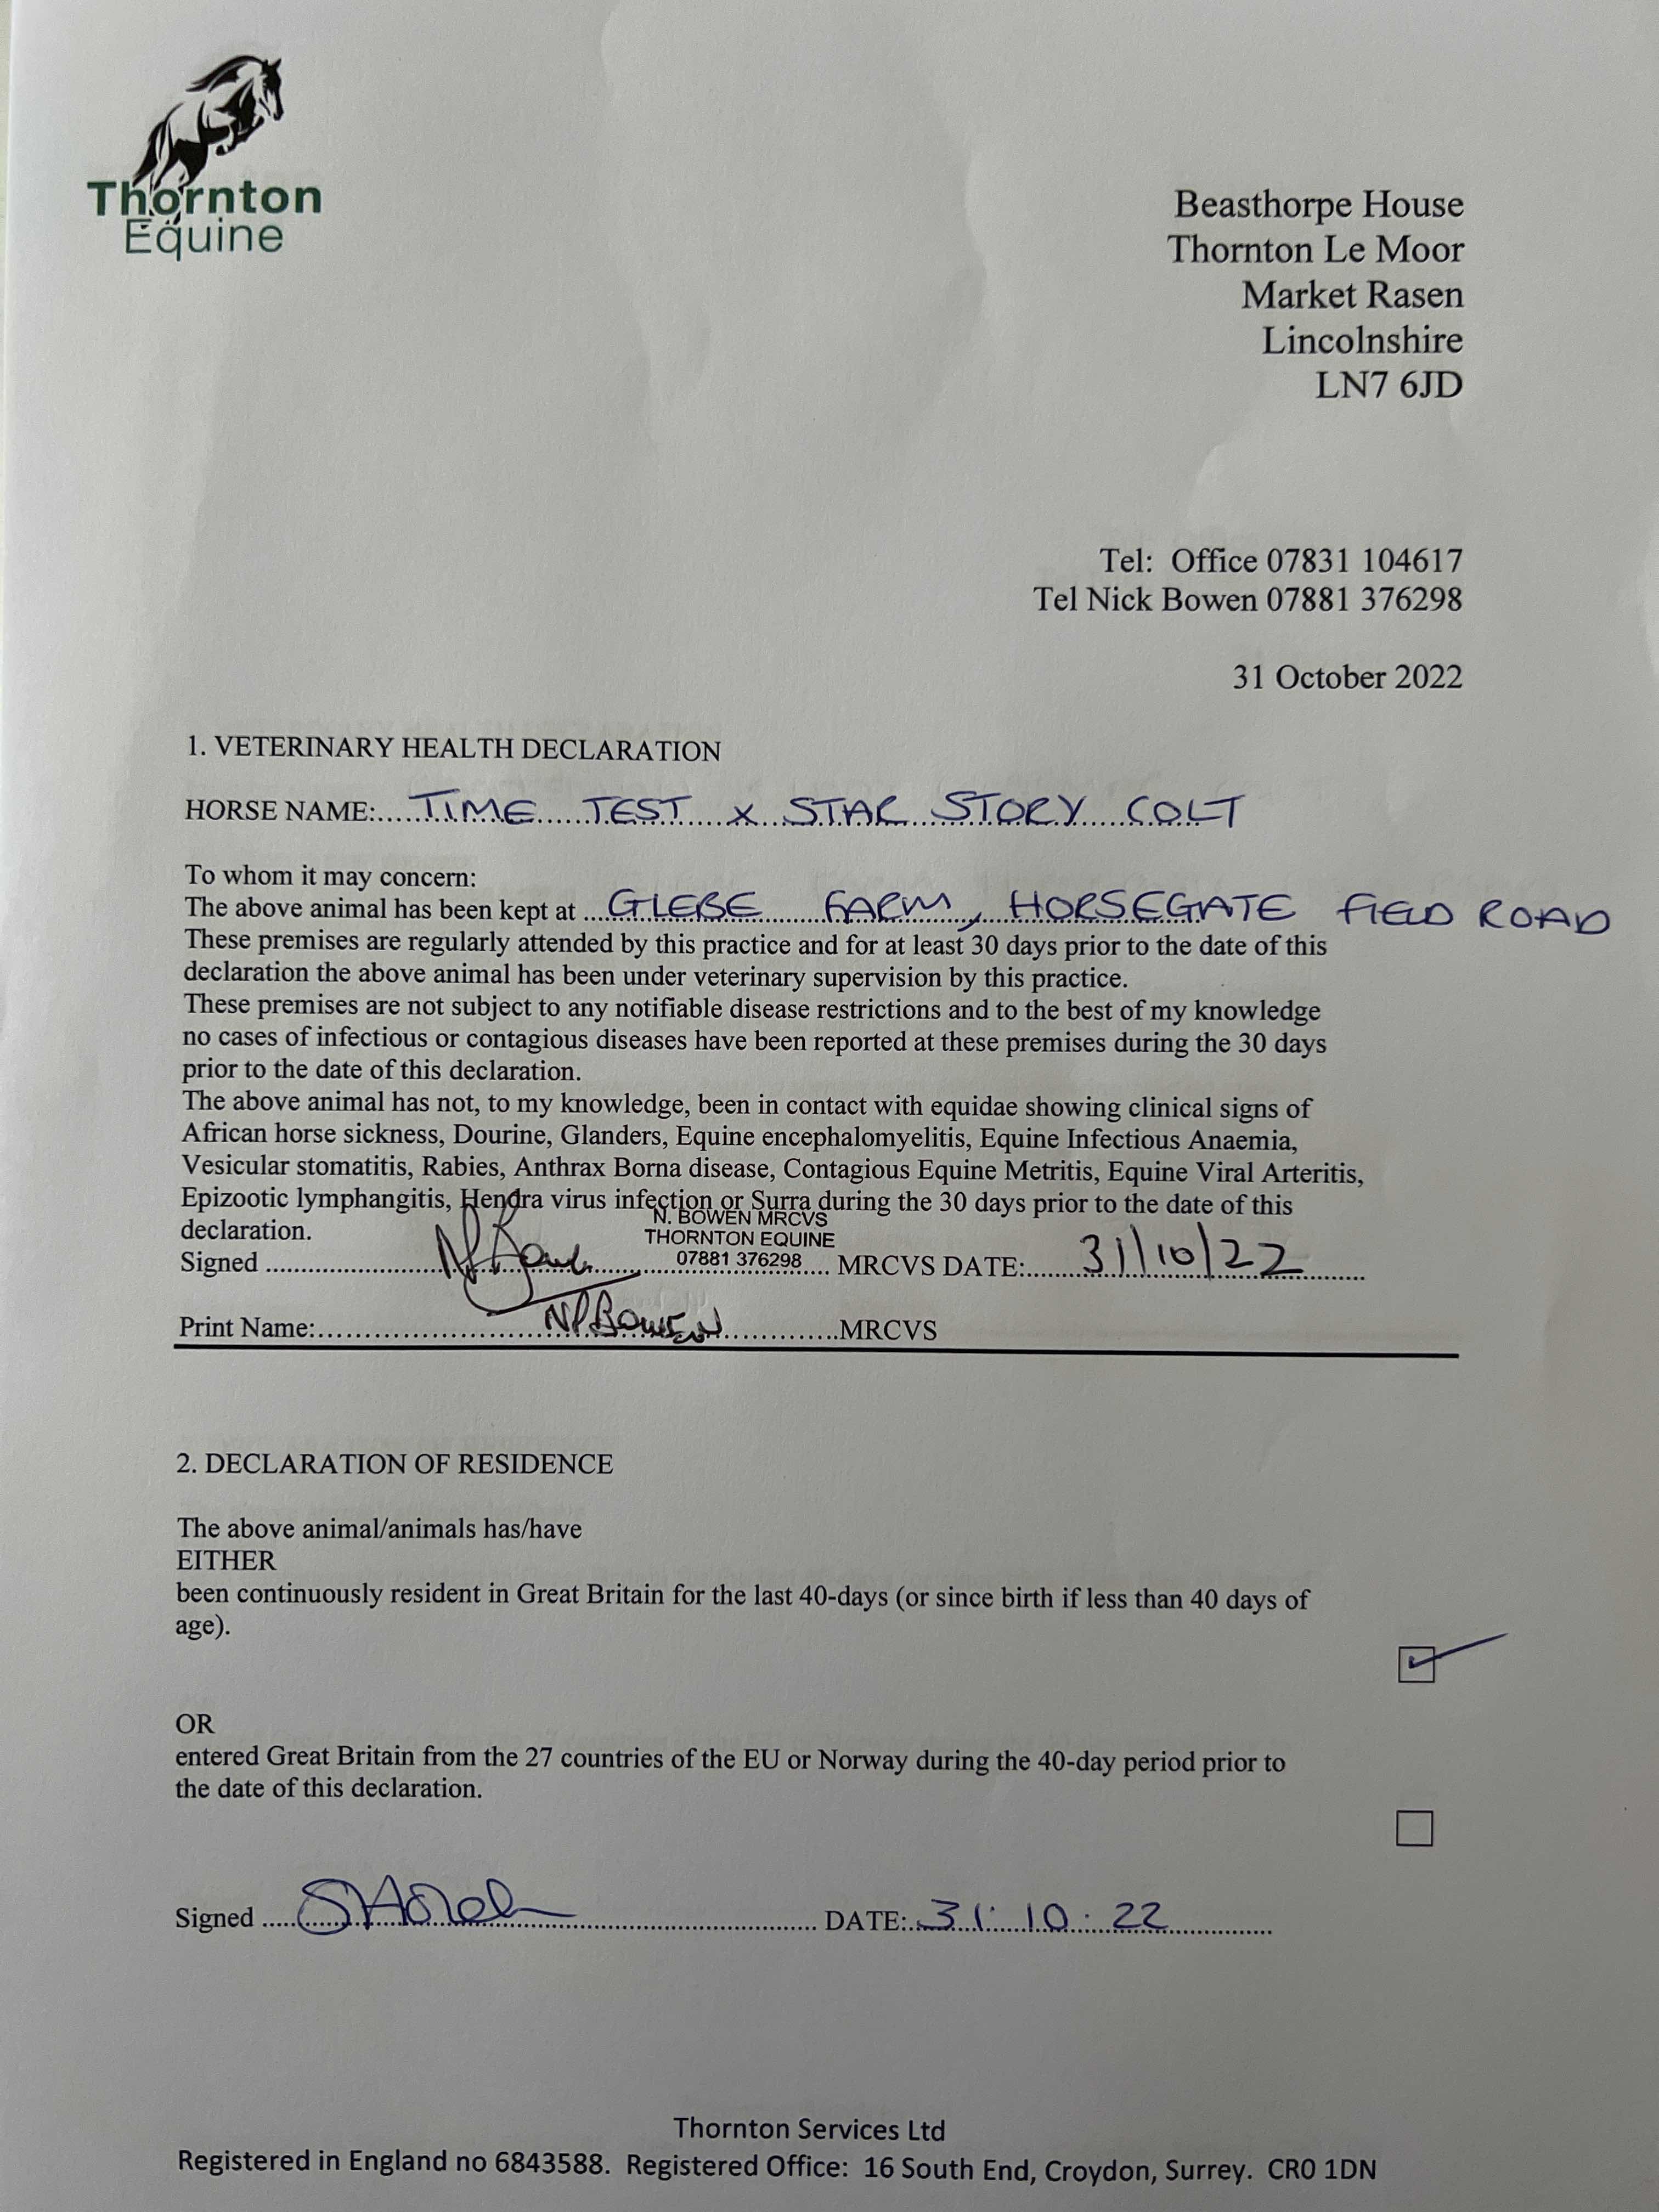 Thornton
Equine
Beasthorpe House
Thornton Le Moor
Market Rasen
Lincolnshire
LN7 6JD
Tel: Office 07831 104617
Tel Nick Bowen 07881 376298
31 October 2022
1. VETERINARY HEALTH DECLARATION
HORSE NAME:.....TIME TEST x STAR STORY COLT
To whom it may concern:
The above animal has been kept at ...GLEBE FARM, HORSEGATE FIELD ROAD
These premises are regularly attended by this practice and for at least 30 days prior to the date of this
declaration the above animal has been under veterinary supervision by this practice.
These premises are not subject to any notifiable disease restrictions and to the best of my knowledge
no cases of infectious or contagious diseases have been reported at these premises during the 30 days
prior to the date of this declaration.
The above animal has not, to my knowledge, been in contact with equidae showing clinical signs of
African horse sickness, Dourine, Glanders, Equine encephalomyelitis, Equine Infectious Anaemia,
Vesicular stomatitis, Rabies, Anthrax Borna disease, Contagious Equine Metritis, Equine Viral Arteritis,
Epizootic lymphangitis, Hendra virus infection or Surra during the 30 days prior to the date of this
declaration.
N. BOWEN MRCVS
THORNTON EQUINE
07881 376298
Signed .................... MRCVS DATE:.......31/10/22
Print Name:....................NPBOWEN.............MRCVS
2. DECLARATION OF RESIDENCE
The above animal/animals has/have
EITHER
been continuously resident in Great Britain for the last 40-days (or since birth if less than 40 days of
age).
OR
entered Great Britain from the 27 countries of the EU or Norway during the 40-day period prior to
the date of this declaration.
Signed .................... DATE:..31.10.22
Thornton Services Ltd
Registered in England no 6843588. Registered Office: 16 South End, Croydon, Surrey. CR0 1DN